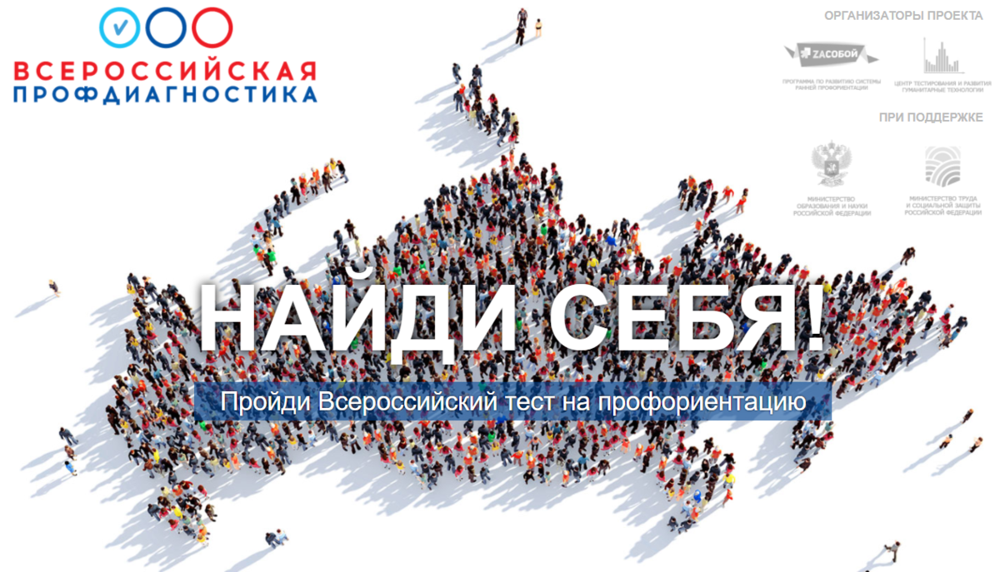 ВСЕРОССИЙСКАЯ
ПРОФДИАГНОСТИКА
ОРГАНИЗАТОРЫ ПРОЕКТА
ZАСОБОЙ
ПРОГРАММА ПО РАЗВИТИЮ СИСТЕМЫ
РАННЕЙ ПРОФОРИЕНТАЦИИ
ЦЕНТР ТЕСТИРОВАНИЯ И РАЗВИТИЯ
ГУМАНИТАРНЫЕ ТЕХНОЛОГИИ
ПРИ ПОДДЕРЖКЕ
МИНИСТЕРСТВО
ОБРАЗОВАНИЯ И НАУКИ
РОССИЙСКОЙ ФЕДЕРАЦИИ
МИНИСТЕРСТВО ТРУДА
И СОЦИАЛЬНОЙ ЗАЩИТЫ
РОССИЙСКОЙ ФЕДЕРАЦИИ
НАЙДИ СЕБЯ!
Пройди Всероссийский тест на профориентацию